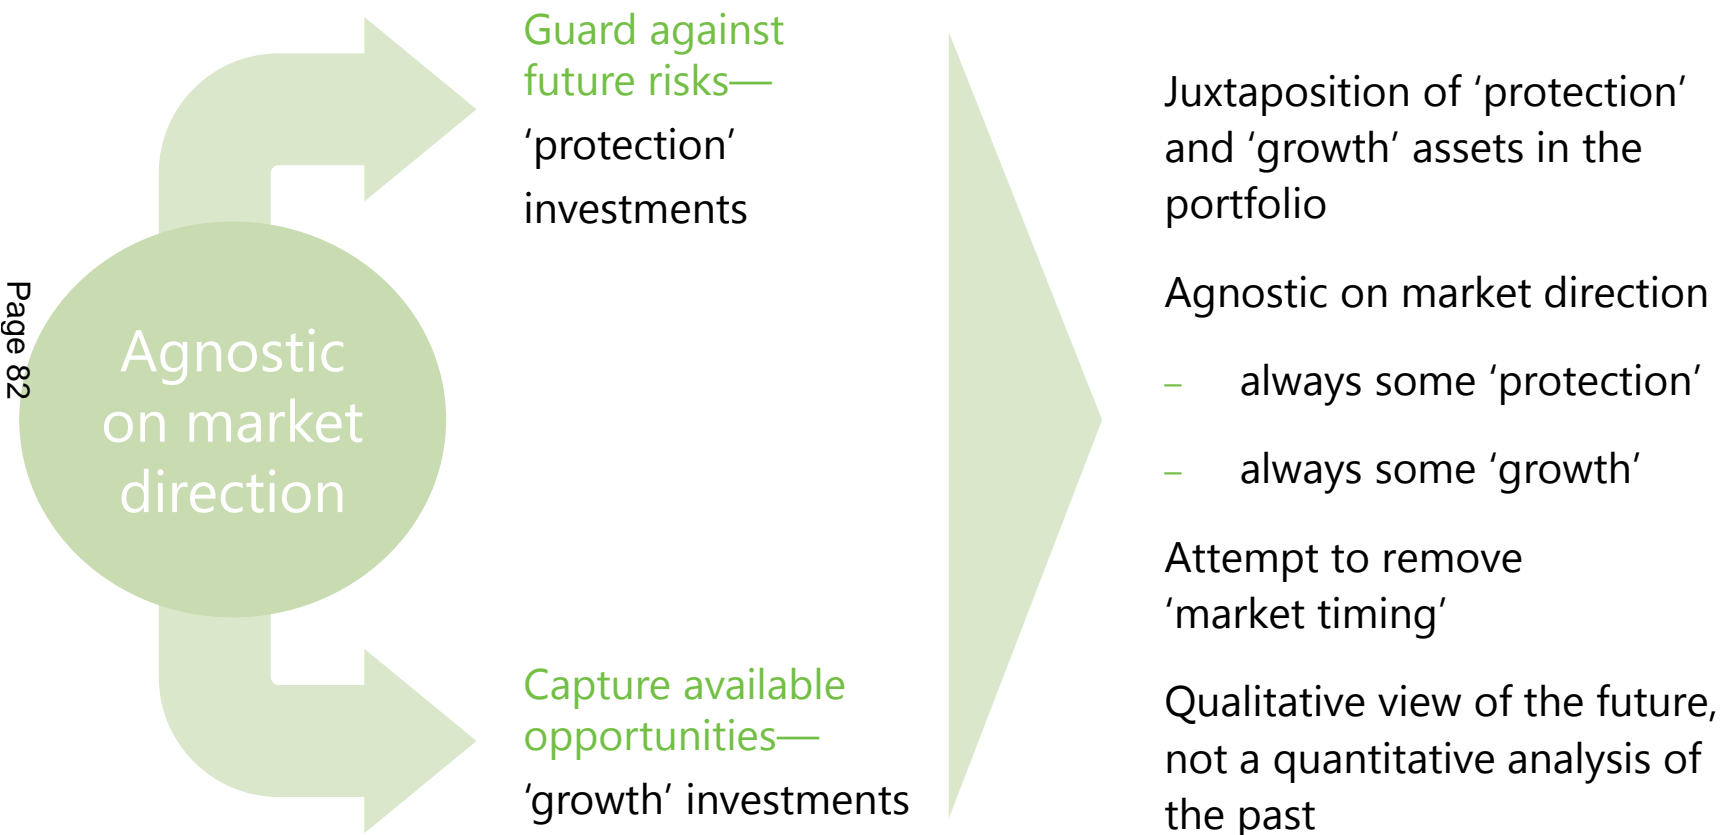 Page 82
Agnostic
on market
direction
Guard against
future risks—
‘protection’
investments
Capture available
opportunities—
‘growth’ investments
Juxtaposition of ‘protection’
and ‘growth’ assets in the
portfolio
Agnostic on market direction
– always some ‘protection’
– always some ‘growth’
Attempt to remove
‘market timing’
Qualitative view of the future,
not a quantitative analysis of
the past